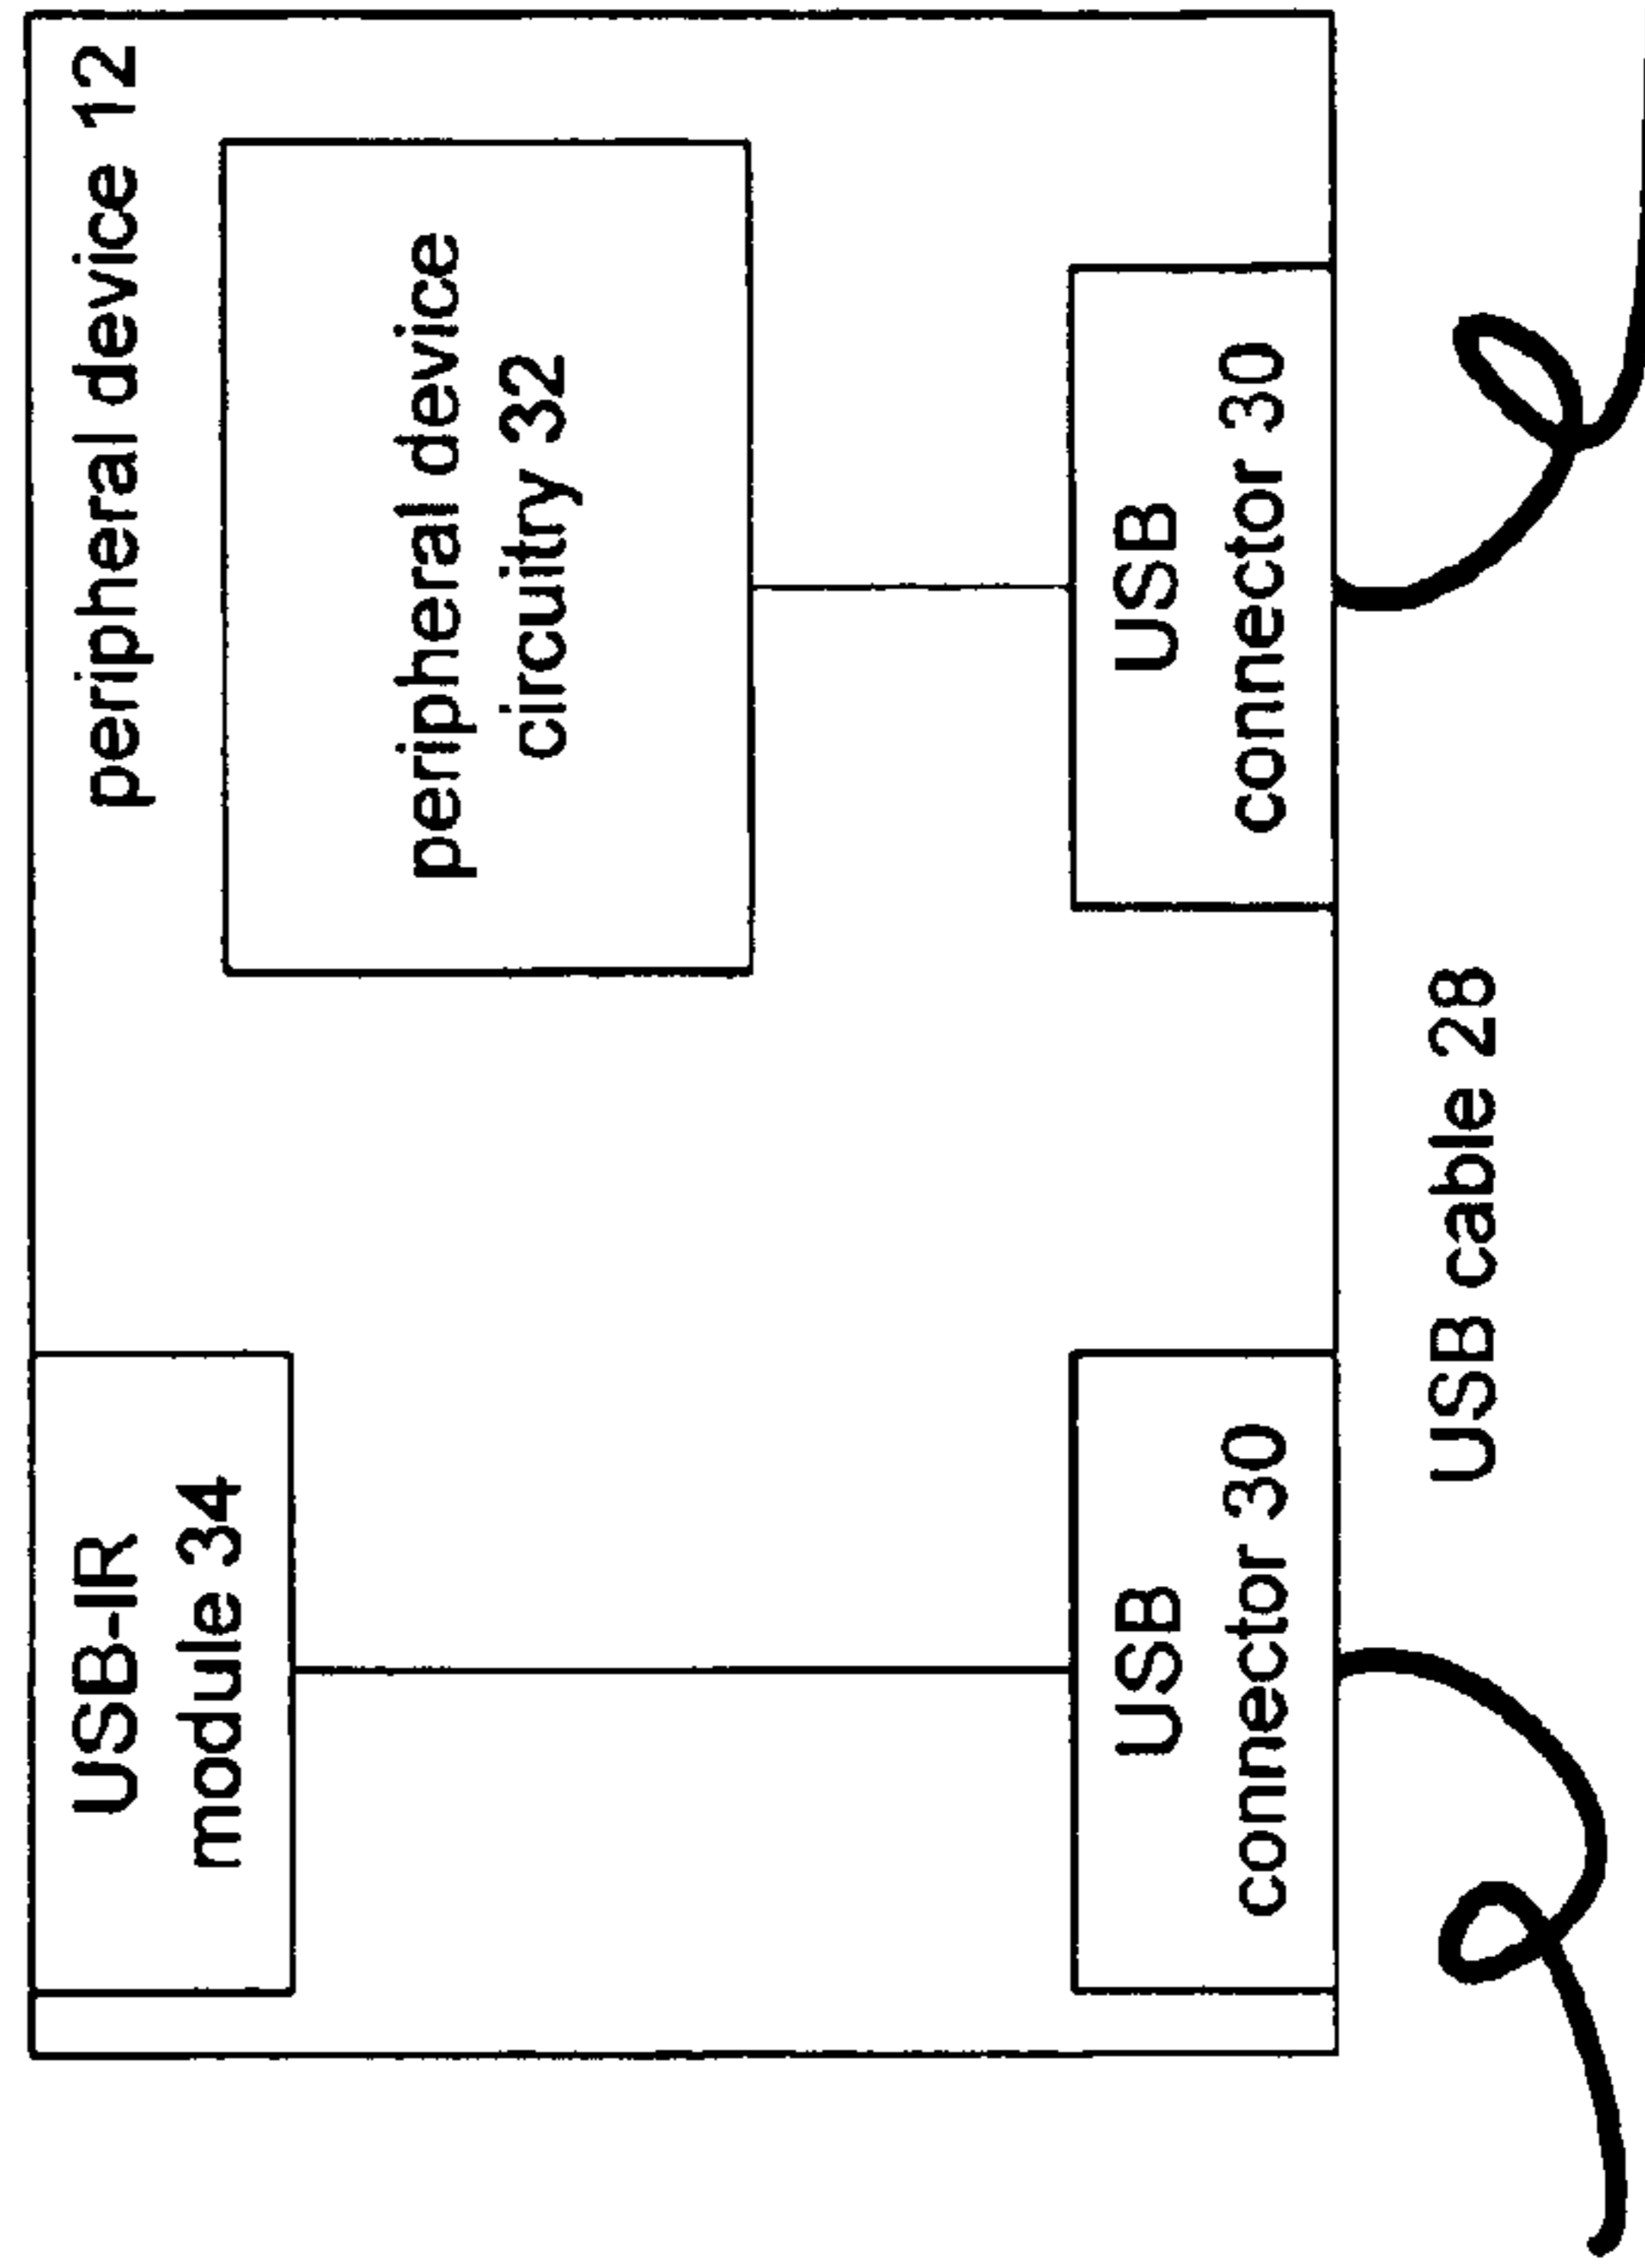 peripheral device 12
USB-IR
module 34
peripheral device
circuitry 32
USB
connector 30
USB
connector 30
USB cable 28